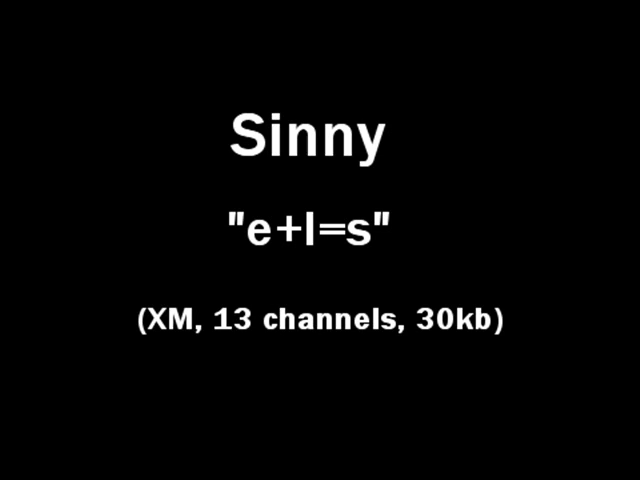 Sinny
"e+l=s"
(XM, 13 channels, 30kb)